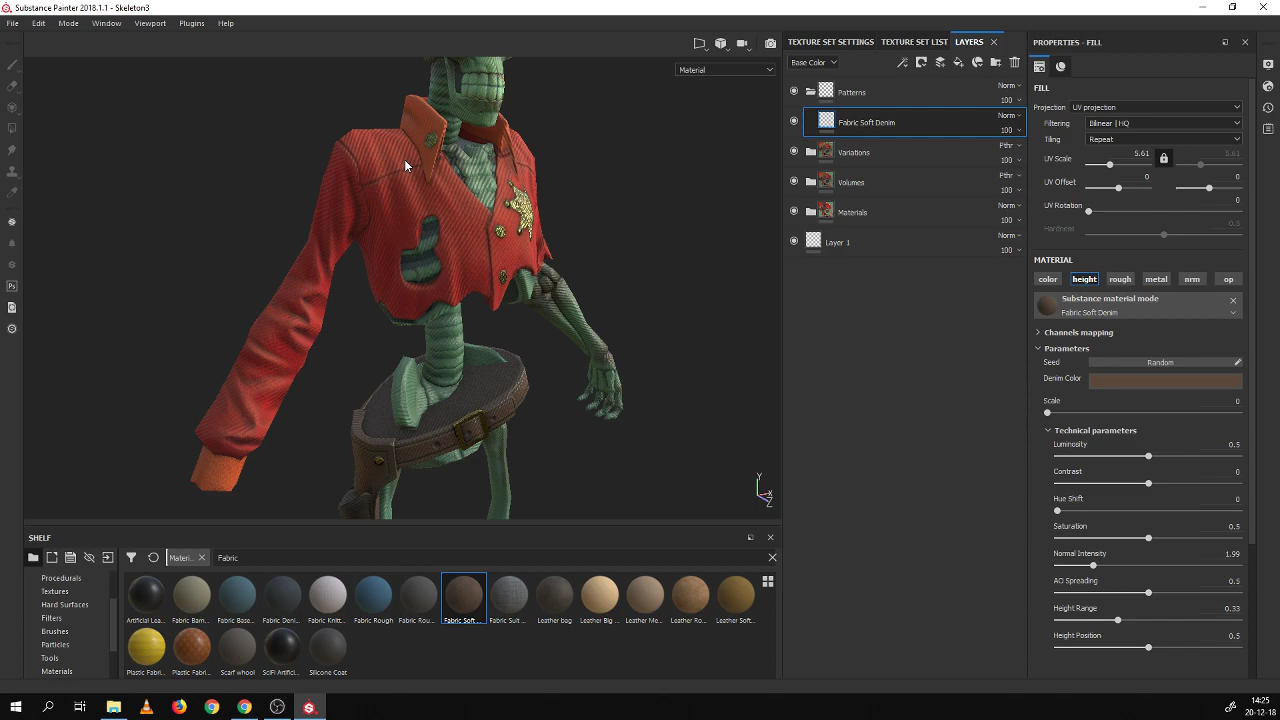 Substance Painter 2018.1.1 - Skeleton3
File Edit Mode Window Viewport Plugins Help
Material
Y
X
Z
TEXTURE SET SETTINGS TEXTURE SET LIST LAYERS
Base Color
Patterns Norm 100
Fabric Soft Denim Norm 100
Variations Pthr 100
Volumes Pthr 100
Materials Norm 100
Layer 1 Norm 100
PROPERTIES - FILL
FILL
Projection UV projection
Filtering Bilinear | HQ
Tiling Repeat
UV Scale 5.61 5.61
UV Offset 0 0
UV Rotation 0
Hardness 0.5
MATERIAL
color height rough metal nrm op
Substance material mode
Fabric Soft Denim
Channels mapping
Parameters
Seed Random
Denim Color
Scale 0
Technical parameters
Luminosity 0.5
Contrast 0
Hue Shift 0
Saturation 0.5
Normal Intensity 1.99
AO Spreading 0.5
Height Range 0.33
Height Position 0.5
SHELF
Materi... Fabric
Procedurals
Textures
Hard Surfaces
Filters
Brushes
Particles
Tools
Materials
Artificial Lea... Fabric Bam... Fabric Base... Fabric Deni... Fabric Knitt... Fabric Rough Fabric Rou... Fabric Soft ... Fabric Suit ... Leather bag Leather Big ... Leather Me... Leather Ro... Leather Soft...
Plastic Fabri... Plastic Fabri... Scarf whool SciFi Artifici... Silicone Coat
Ps
14:25
20-12-18